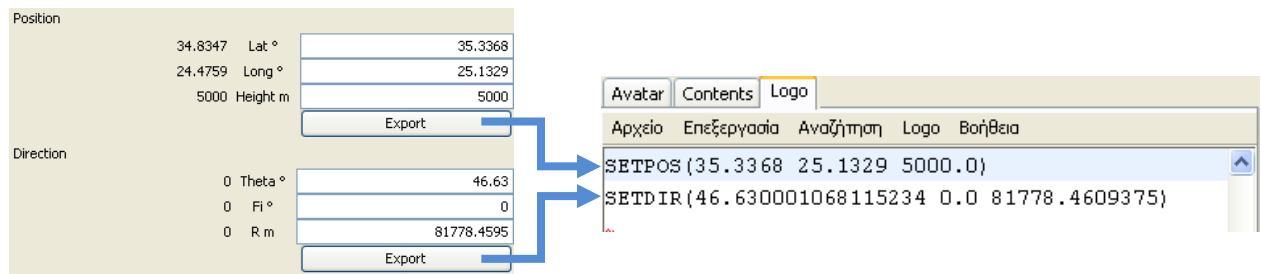 Position
34.8347 Lat ° 35.3368
24.4759 Long ° 25.1329
5000 Height m 5000
Export
Direction
0 Theta ° 46.63
0 Fi ° 0
0 R m 81778.4595
Export
Avatar Contents Logo
Αρχείο Επεξεργασία Αναζήτηση Logo Βοήθεια
SETPOS(35.3368 25.1329 5000.0)
SETDIR(46.630001068115234 0.0 81778.4609375)